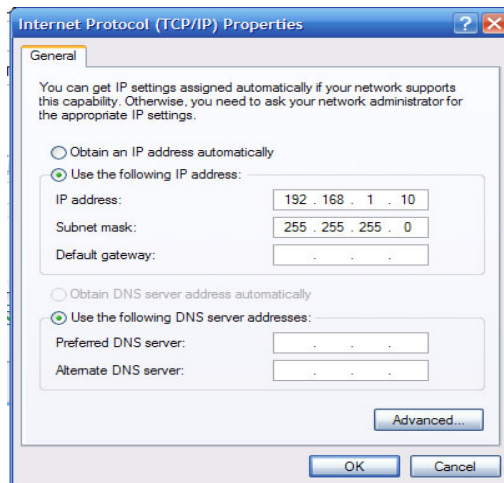 Internet Protocol (TCP/IP) Properties
General
You can get IP settings assigned automatically if your network supports
this capability. Otherwise, you need to ask your network administrator for
the appropriate IP settings.
Obtain an IP address automatically
Use the following IP address:
IP address: 192 . 168 . 1 . 10
Subnet mask: 255 . 255 . 255 . 0
Default gateway: . . .
Obtain DNS server address automatically
Use the following DNS server addresses:
Preferred DNS server: . . .
Alternate DNS server: . . .
Advanced...
OK Cancel